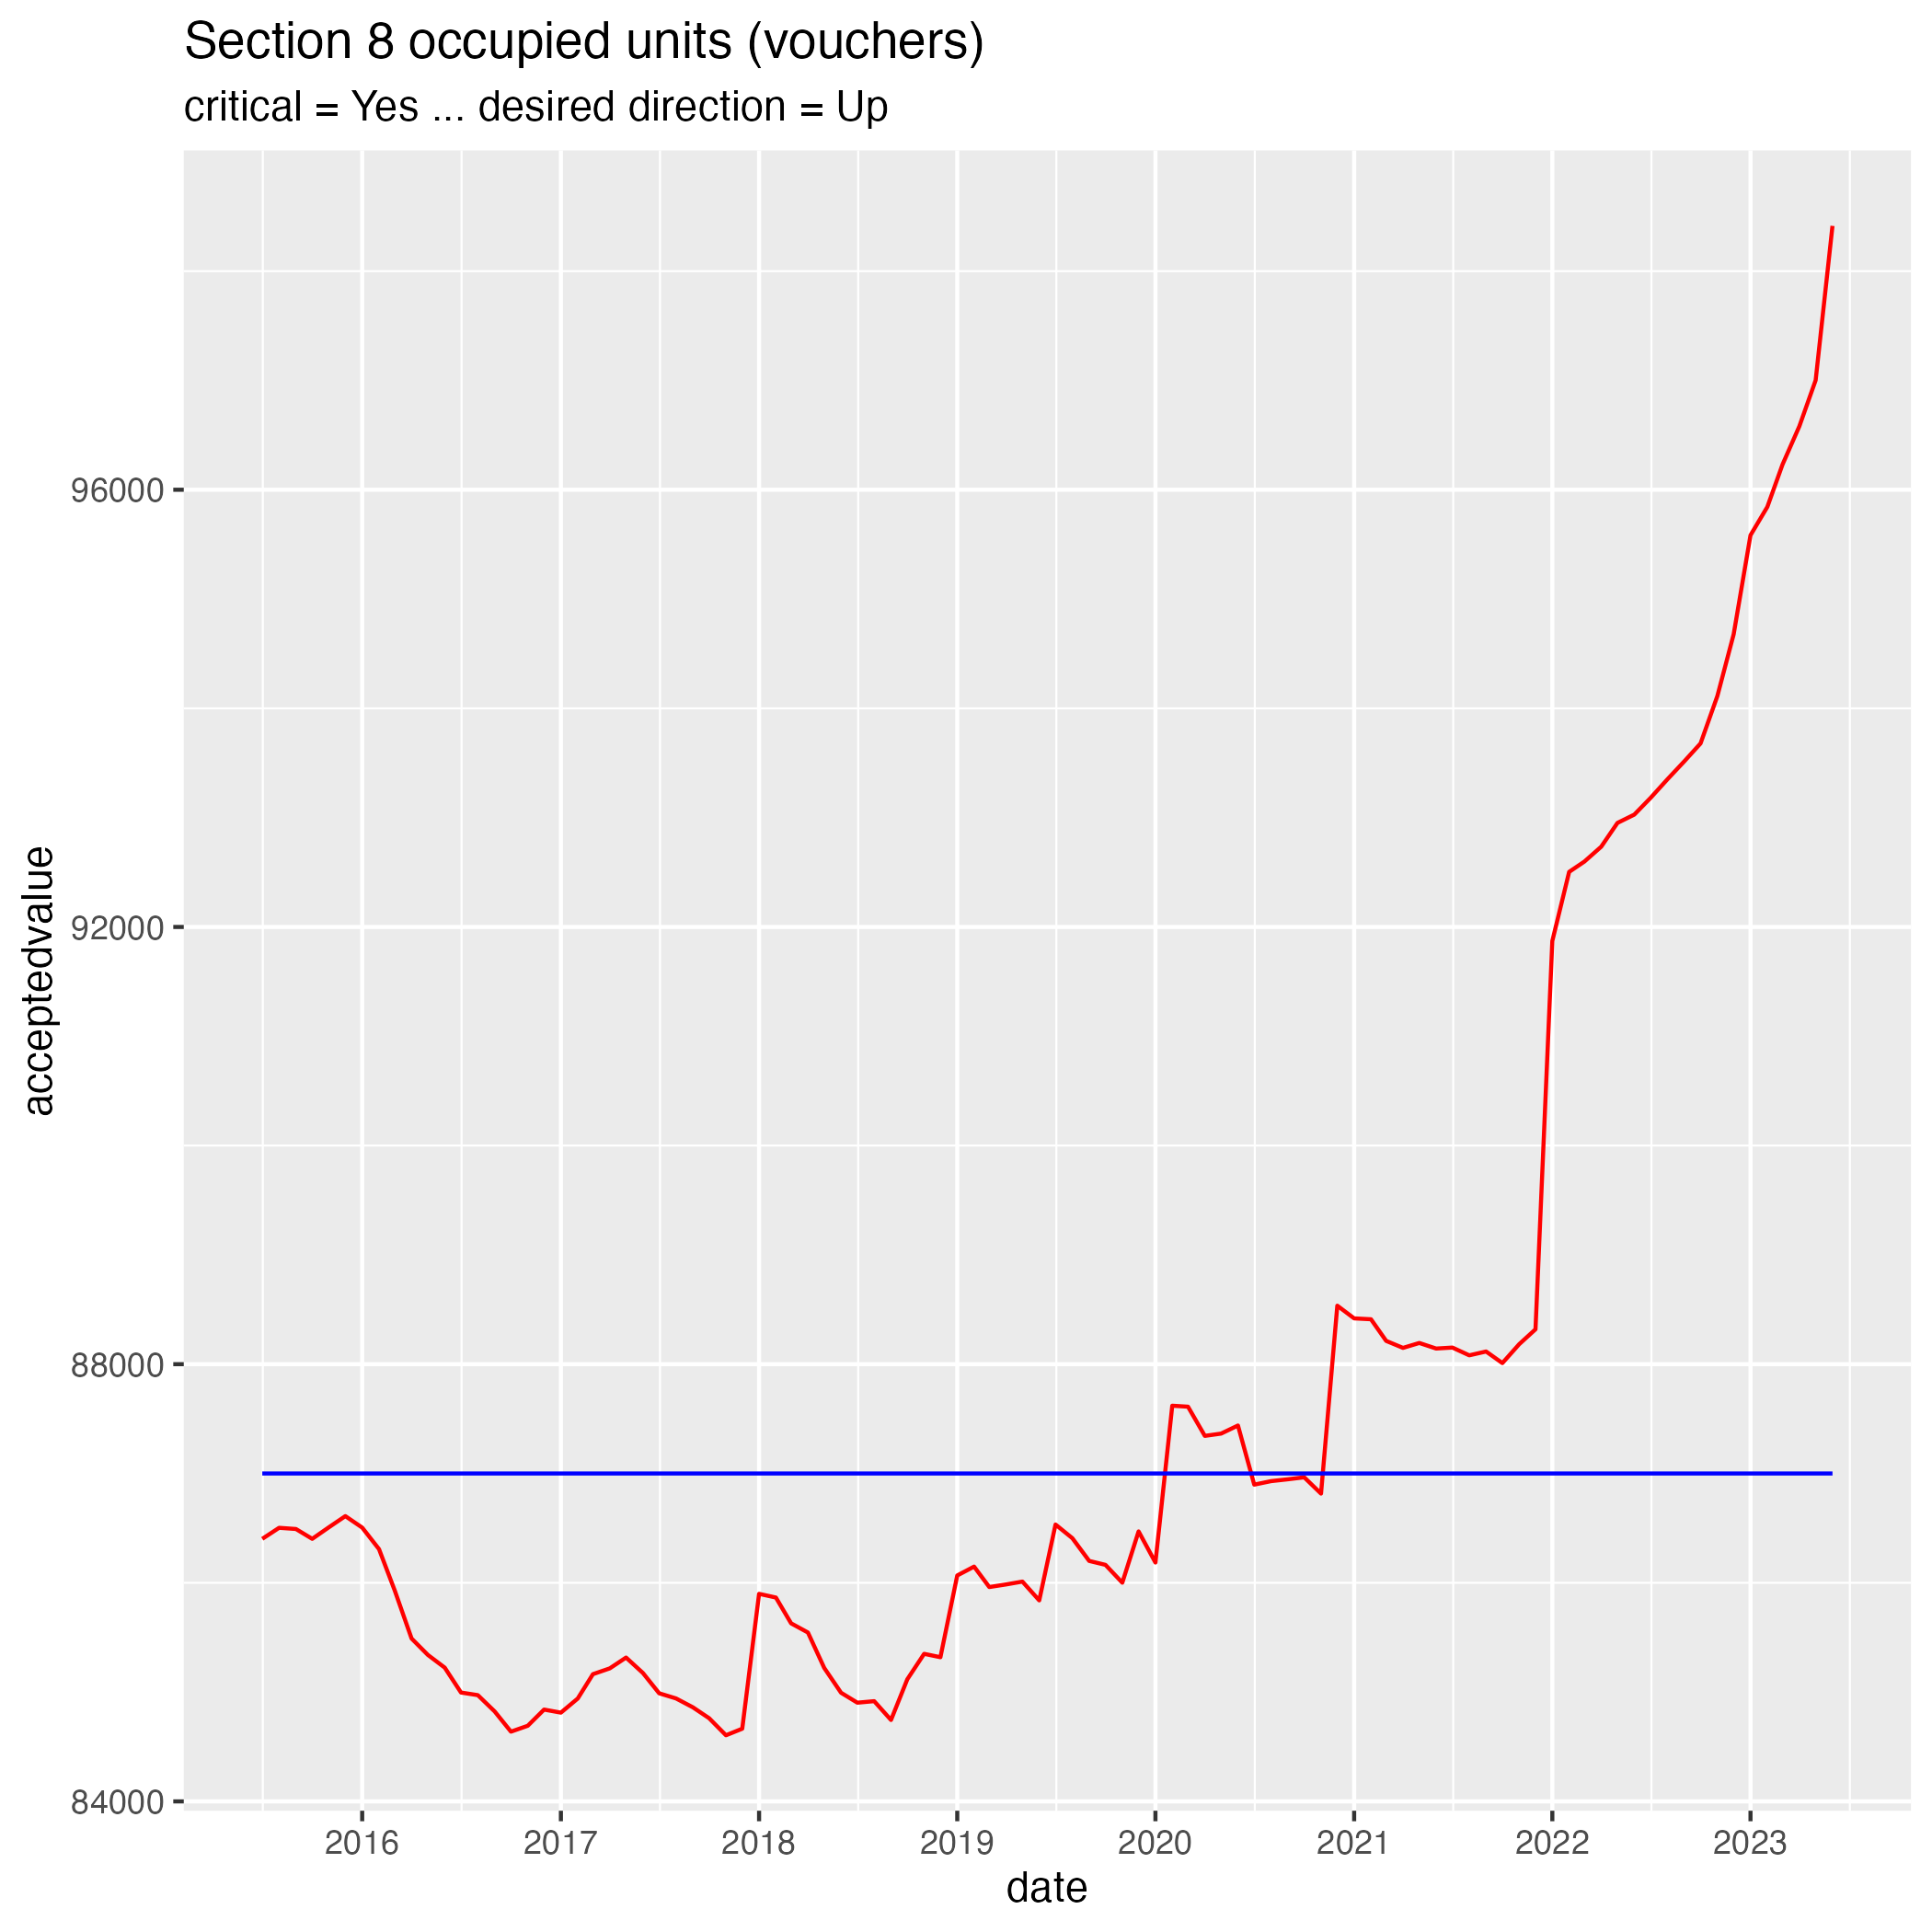 Section 8 occupied units (vouchers)
critical = Yes ... desired direction = Up
acceptedvalue
96000
92000
88000
84000
2016 2017 2018 2019 2020 2021 2022 2023
date